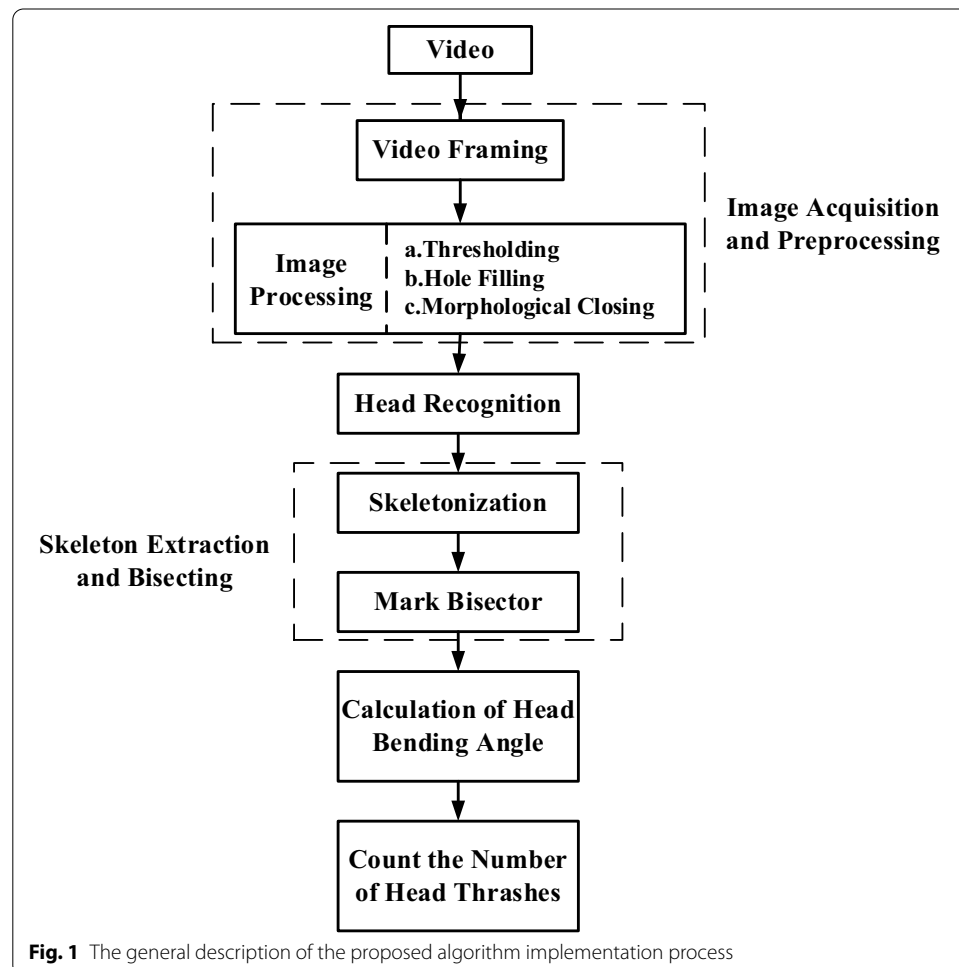 Video
Video Framing
Image Acquisition
and Preprocessing
Image
Processing
a.Thresholding
b.Hole Filling
c.Morphological Closing
Head Recognition
Skeletonization
Skeleton Extraction
and Bisecting
Mark Bisector
Calculation of Head
Bending Angle
Count the Number
of Head Thrashes
Fig. 1 The general description of the proposed algorithm implementation process